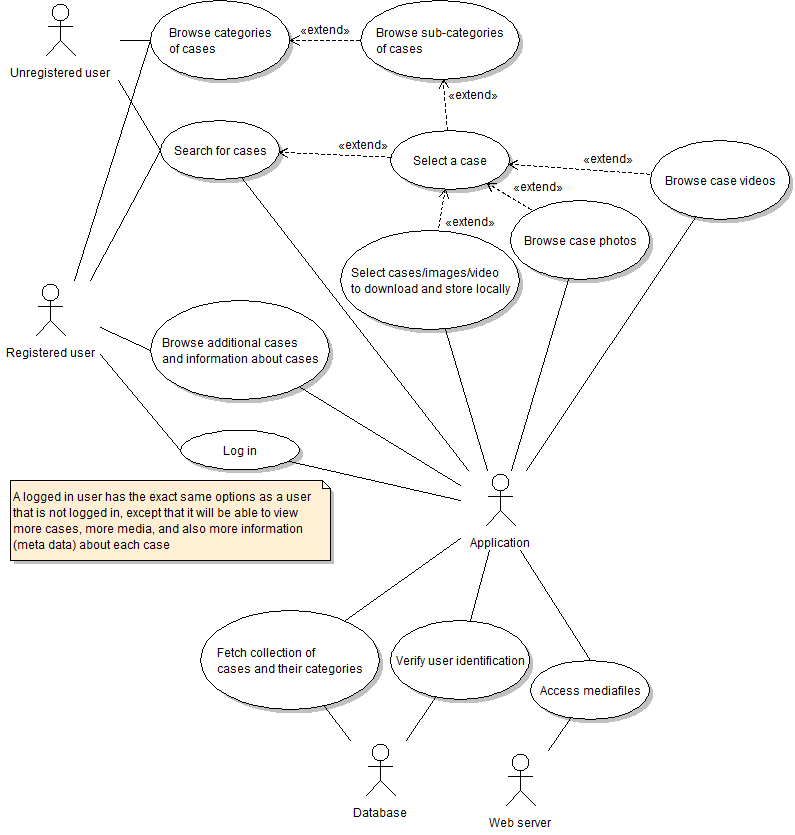 Browse categories
of cases
«extend»
Browse sub-categories
of cases
Unregistered user
«extend»
Search for cases
«extend»
Select a case
«extend»
Browse case videos
«extend»
«extend»
Browse case photos
Select cases/images/video
to download and store locally
Registered user
Browse additional cases
and information about cases
Log in
A logged in user has the exact same options as a user
that is not logged in, except that it will be able to view
more cases, more media, and also more information
(meta data) about each case
Application
Fetch collection of
cases and their categories
Verify user identification
Access mediafiles
Database
Web server